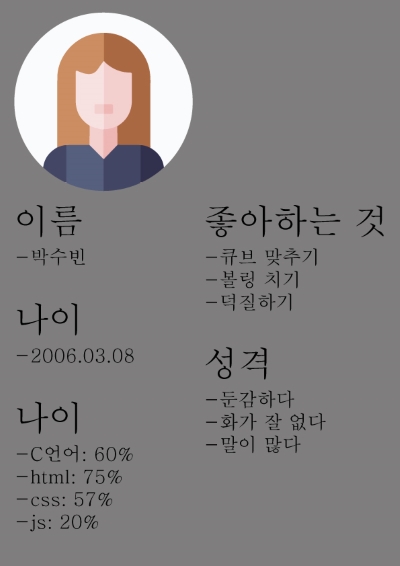 이름
-박수빈
나이
-2006.03.08
나이
-C언어: 60%
-html: 75%
-css: 57%
-js: 20%
좋아하는 것
-큐브 맞추기
-볼링 치기
-덕질하기
성격
-둔감하다
-화가 잘 없다
-말이 많다